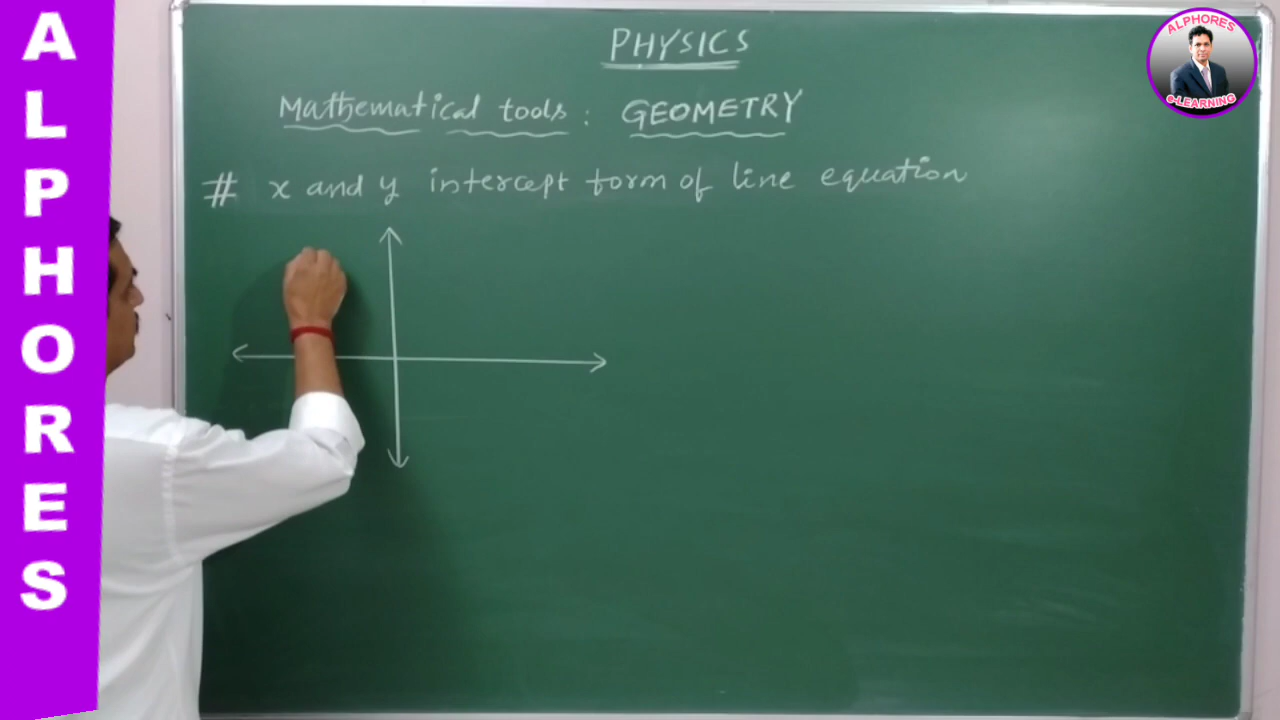 ALPHORES
PHYSICS
Mathematical tools: GEOMETRY
# x and y intercept form of line equation
ALPHORES
e-LEARNING